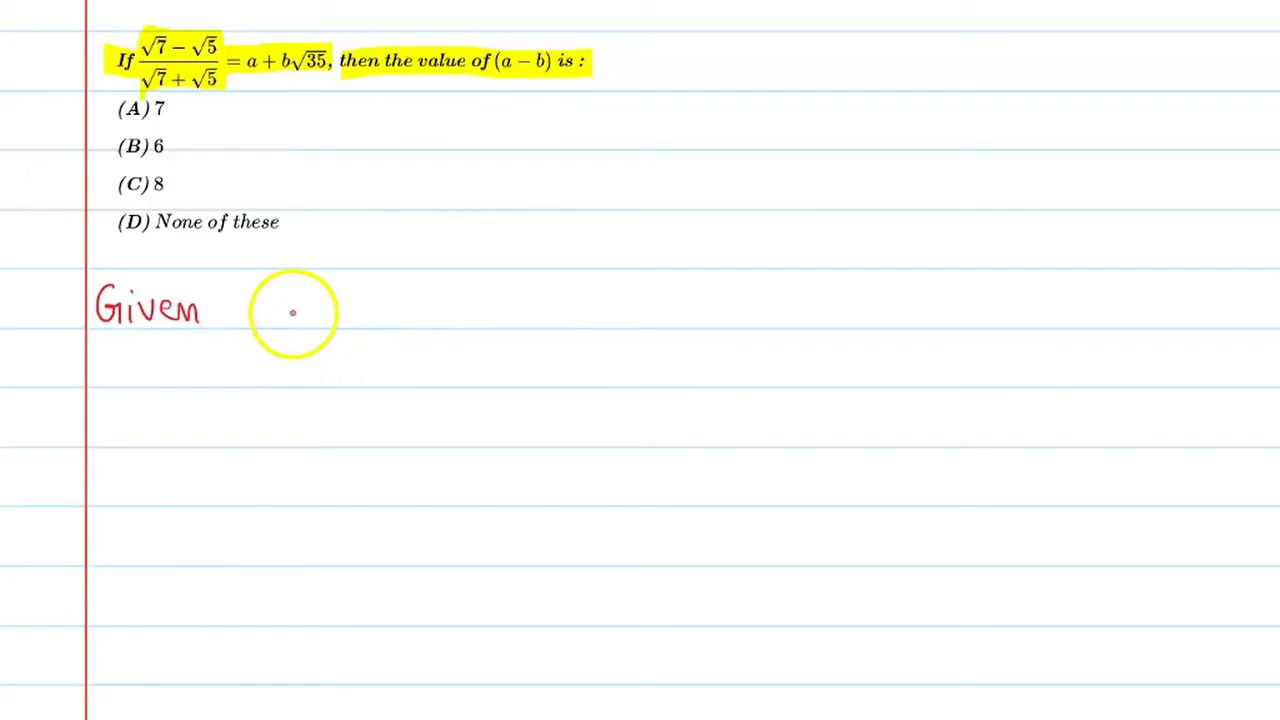 If (√7 − √5)/(√7 + √5) = a + b√35, then the value of (a − b) is :
(A) 7
(B) 6
(C) 8
(D) None of these
Given